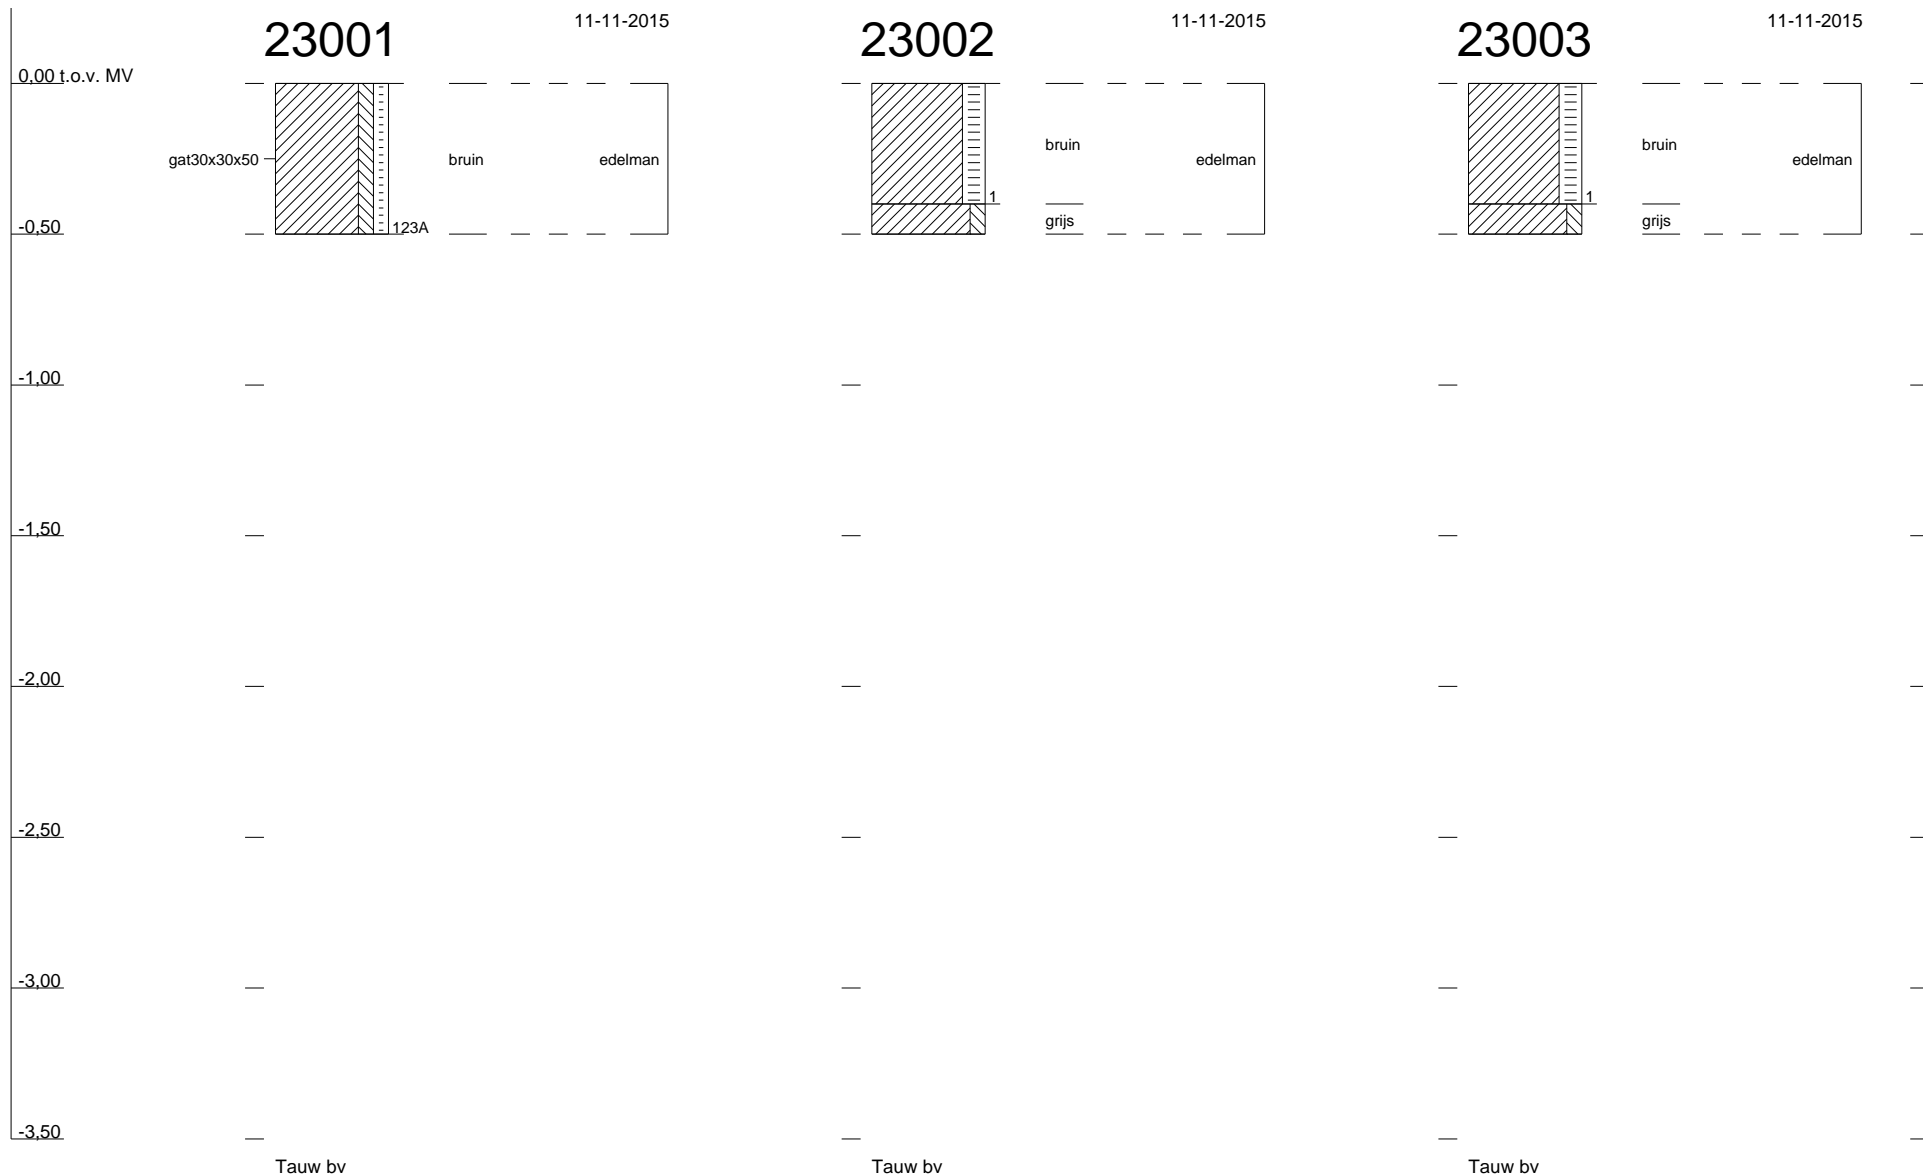 23001
11-11-2015
23002
11-11-2015
23003
11-11-2015
0,00 t.o.v. MV
gat30x30x50
bruin
edelman
123A
bruin
edelman
1
grijs
bruin
edelman
1
grijs
-0,50
-1,00
-1,50
-2,00
-2,50
-3,00
-3,50
Tauw bv
Tauw bv
Tauw bv